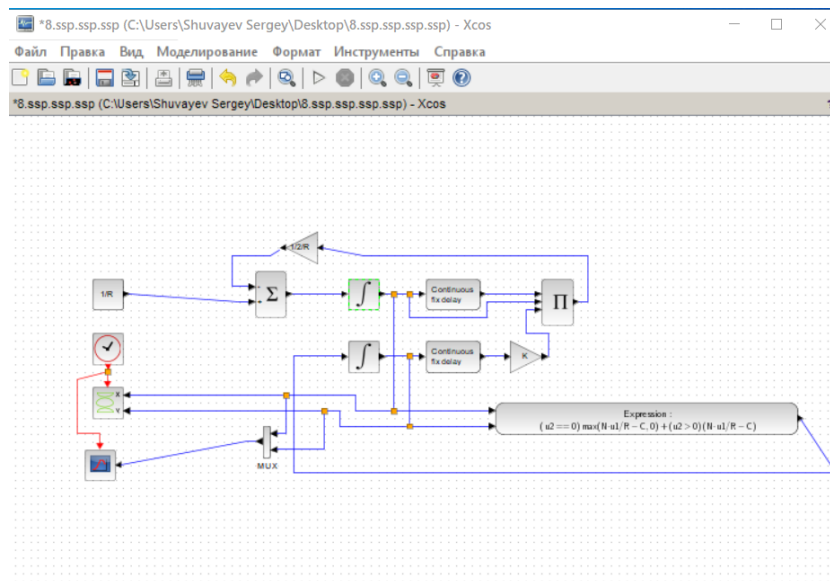 *8.ssp.ssp.ssp (C:\Users\Shuvayev Sergey\Desktop\8.ssp.ssp.ssp.ssp) - Xcos
Файл Правка Вид Моделирование Формат Инструменты Справка
*8.ssp.ssp.ssp (C:\Users\Shuvayev Sergey\Desktop\8.ssp.ssp.ssp.ssp) - Xcos
1/2/R
1/R
Σ
∫
Continuous
fix delay
Π
∫
Continuous
fix delay
K
X
Y
Expression :
(u2==0) max(N·u1/R−C,0)+(u2>0)(N·u1/R−C)
MUX